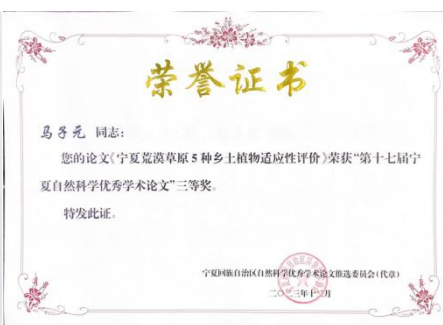 荣誉证书
马子元 同志:
您的论文《宁夏荒漠草原5种乡土植物适应性评价》荣获“第十七届宁
夏自然科学优秀学术论文”三等奖。
特发此证。
宁夏回族自治区自然科学优秀学术论文推选委员会(代章)
二〇二三年十一月